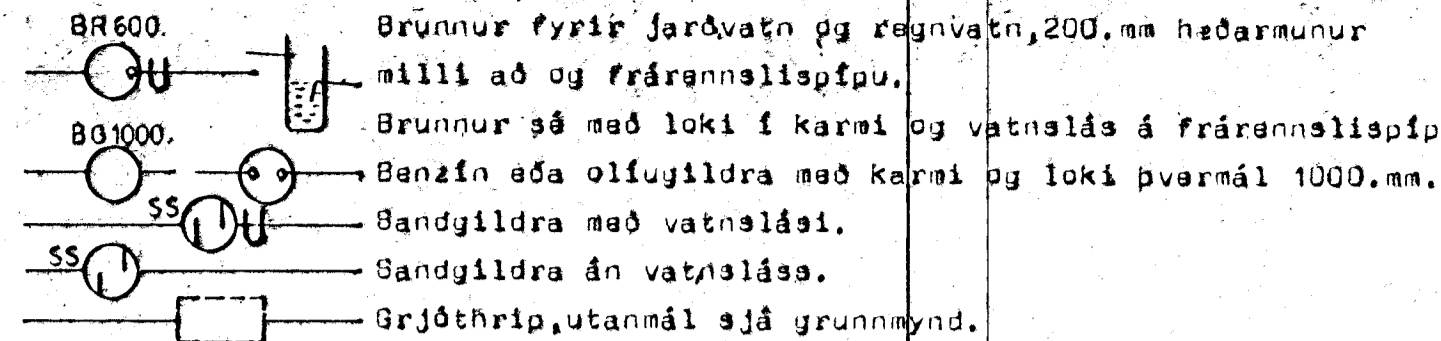 BR600. Brunnur fyrir jarðvatn og regnvatn,200.mm hæðarmunur
milli að og frárennslispípu.
BG1000. Brunnur sá með loki í karmi og vatnslás á frárennslispíp
Benzín eða olíugildra með karmi og loki þvermál 1000.mm.
SS Sandgildra með vatnslási.
SS Sandgildra án vatnsláss.
Grjóthrip,utanmál sjá grunnmynd.